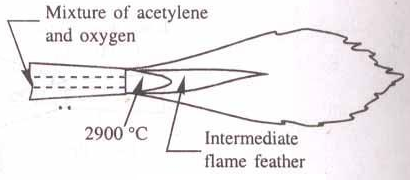 Mixture of acetylene
and oxygen
2900 °C
Intermediate
flame feather